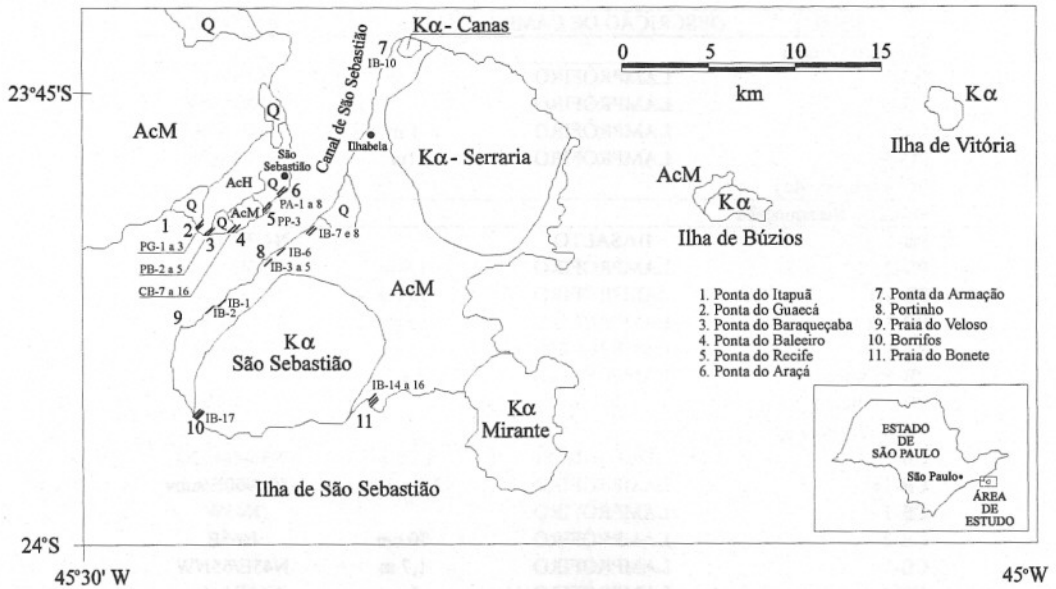 Q
Kα - Canas
7
IB-10
0 5 10 15
km
23°45'S
Kα
Ilha de Vitória
AcM
Q
Canal de São Sebastião
Ilhabela
Kα - Serraria
São
Sebastião
AcH
Q
6
PA-1 a 8
AcM
5
PP-3
Q
Q
Q
1
2
3
4
PG-1 a 3
PB-2 a 5
CB-7 a 16
IB-7 e 8
8
IB-6
IB-3 a 5
AcM
Kα
Ilha de Búzios
AcM
IB-1
IB-2
9
Kα
São Sebastião
IB-14 a 16
11
IB-17
10
Kα
Mirante
Ilha de São Sebastião
1. Ponta do Itapuã
2. Ponta do Guaecá
3. Ponta do Baraqueçaba
4. Ponta do Baleeiro
5. Ponta do Recife
6. Ponta do Araçá
7. Ponta da Armação
8. Portinho
9. Praia do Veloso
10. Borrifos
11. Praia do Bonete
ESTADO
DE
SÃO PAULO
São Paulo
ÁREA
DE
ESTUDO
24°S
45°30' W
45°W